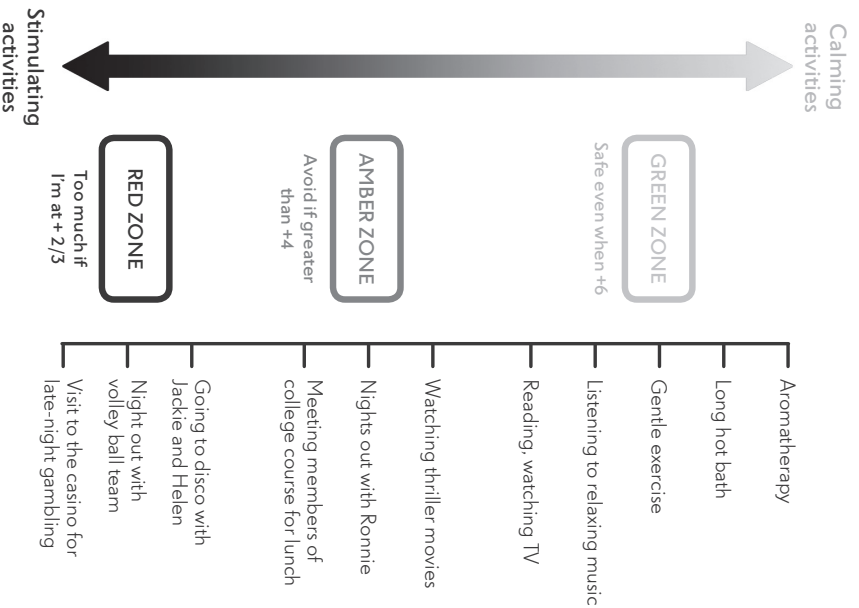 Calming
activities
GREEN ZONE
Safe even when +6
AMBER ZONE
Avoid if greater
than +4
RED ZONE
Too much if
I'm at + 2/3
Stimulating
activities
Aromatherapy
Long hot bath
Gentle exercise
Listening to relaxing music
Reading, watching TV
Watching thriller movies
Nights out with Ronnie
Meeting members of
college course for lunch
Going to disco with
Jackie and Helen
Night out with
volley ball team
Visit to the casino for
late-night gambling